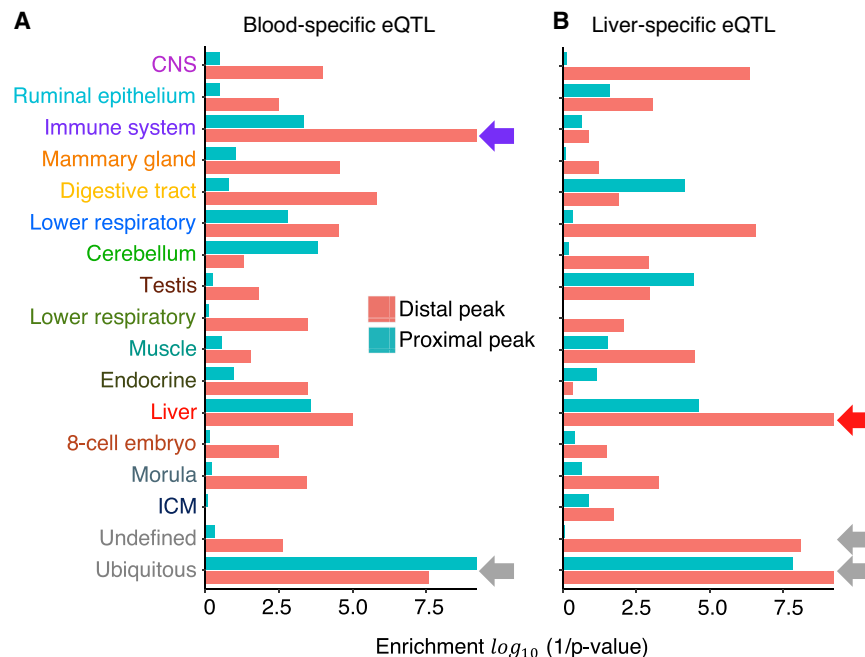 A
Blood-specific eQTL
B
Liver-specific eQTL
CNS
Ruminal epithelium
Immune system
Mammary gland
Digestive tract
Lower respiratory
Cerebellum
Testis
Lower respiratory
Muscle
Endocrine
Liver
8-cell embryo
Morula
ICM
Undefined
Ubiquitous
Distal peak
Proximal peak
0 2.5 5.0 7.5
0 2.5 5.0 7.5
Enrichment log₁₀ (1/p-value)